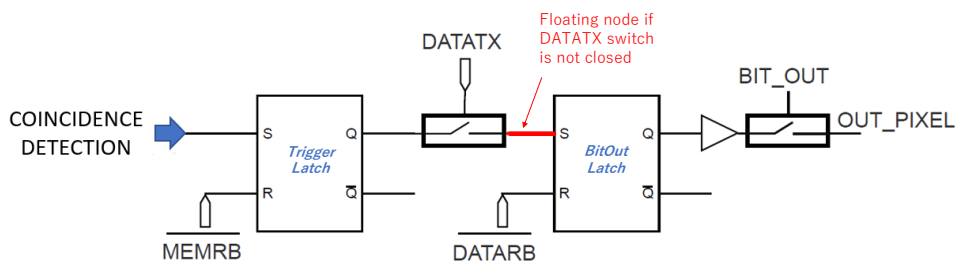 Floating node if
DATATX switch
is not closed
DATATX
BIT_OUT
COINCIDENCE
DETECTION
S
Q
S
Q
OUT_PIXEL
Trigger
Latch
BitOut
Latch
R
Q̅
R
Q̅
MEMRB
DATARB